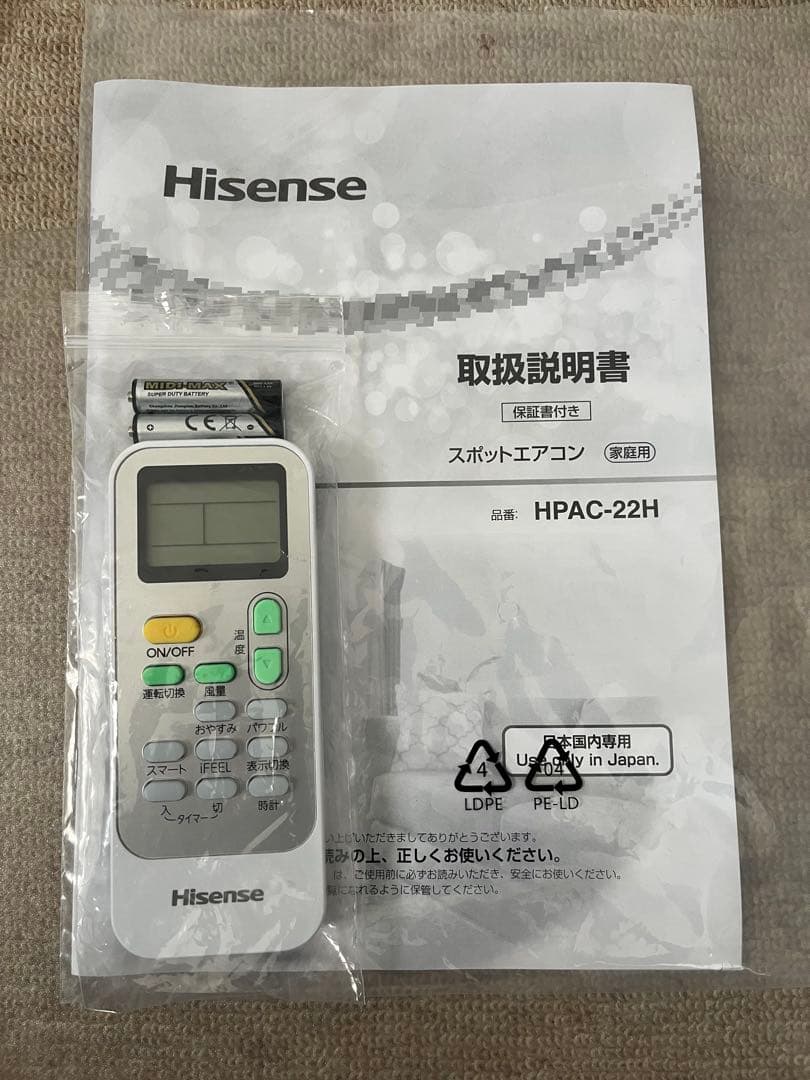 Hisense
取扱説明書
保証書付き
スポットエアコン 家庭用
品番: HPAC-22H
MIDI-MAX
SUPER DUTY BATTERY
CE
ON/OFF
温度
運転切換 風量
おやすみ パワフル
スマート iFEEL 表示切換
入 切 時計
タイマー
Hisense
日本国内専用
Use only in Japan.
4 04
LDPE PE-LD
い上げいただきましてありがとうございます。
読みの上、正しくお使いください。
は、ご使用前に必ずお読みいただき、安全にお使いください。
になれるように保管してください。